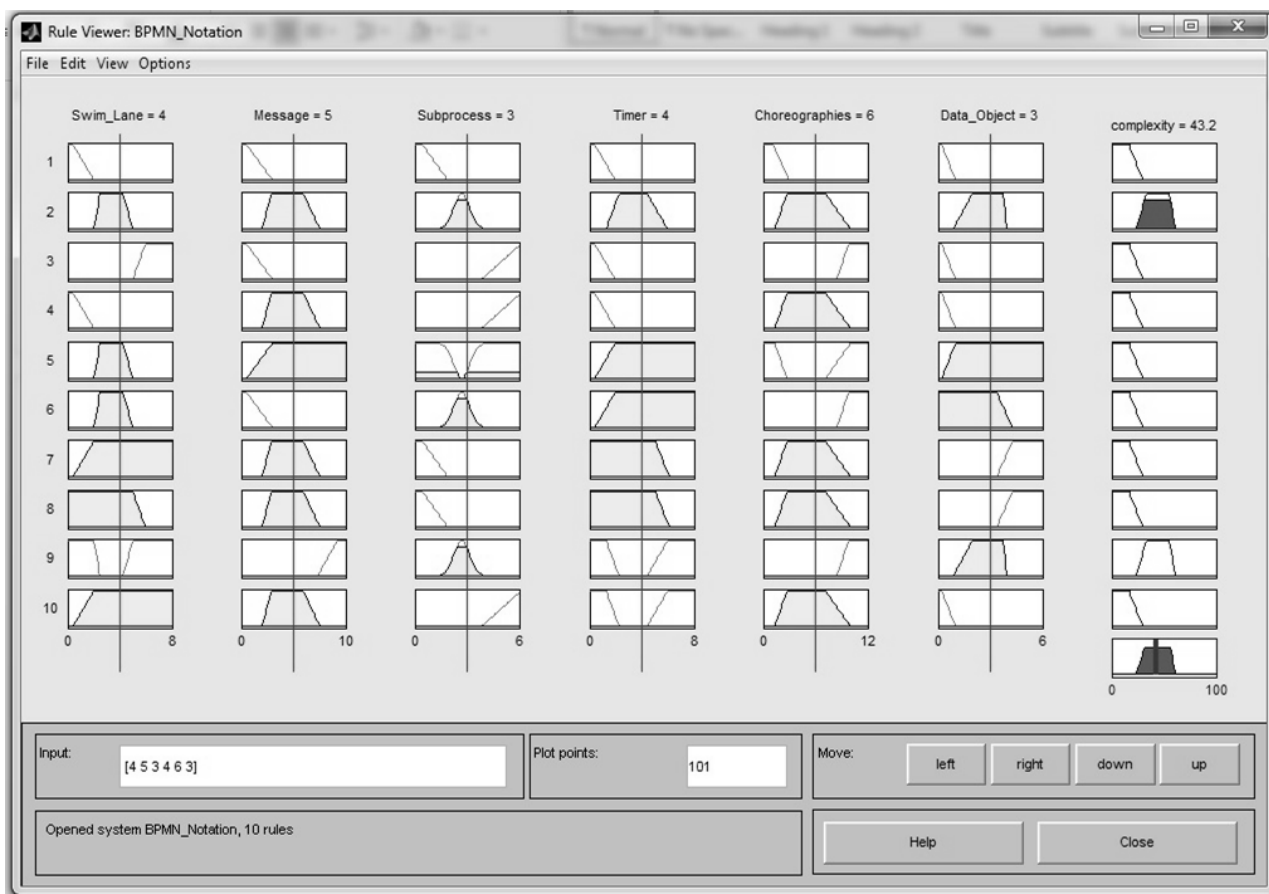 Rule Viewer: BPMN_Notation
File Edit View Options
Swim_Lane = 4 Message = 5 Subprocess = 3 Timer = 4 Choreographies = 6 Data_Object = 3 complexity = 43.2
1
2
3
4
5
6
7
8
9
10
0 8 0 10 0 6 0 8 0 12 0 6
0 100
Input: [4 5 3 4 6 3] Plot points: 101 Move: left right down up
Opened system BPMN_Notation, 10 rules Help Close